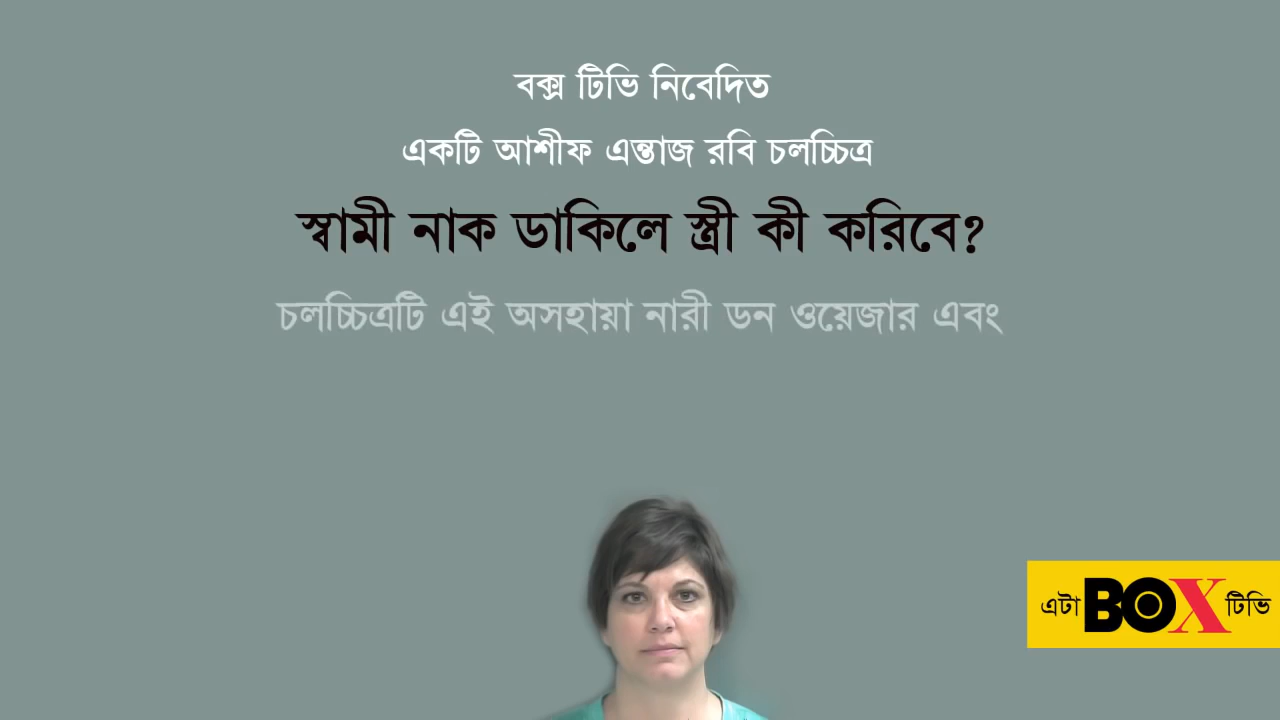 বক্স টিভি নিবেদিত
একটি আশীফ এন্তাজ রবি চলচ্চিত্র
স্বামী নাক ডাকিলে স্ত্রী কী করিবে?
চলচ্চিত্রটি এই অসহায়া নারী ডন ওয়েজার এবং
এটা BOX টিভি